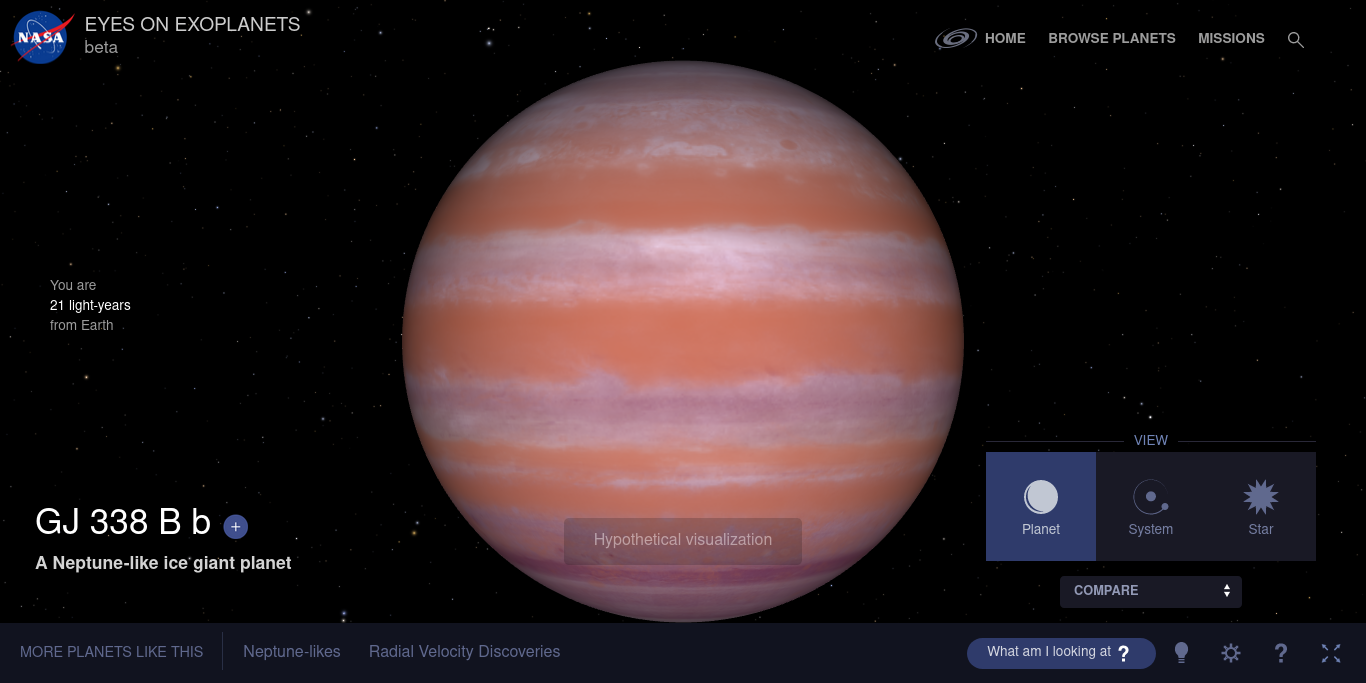 NASA
EYES ON EXOPLANETS
beta
HOME
BROWSE PLANETS
MISSIONS
You are
21 light-years
from Earth
VIEW
Planet
System
Star
GJ 338 B b +
A Neptune-like ice giant planet
Hypothetical visualization
COMPARE
MORE PLANETS LIKE THIS
Neptune-likes
Radial Velocity Discoveries
What am I looking at ?
?